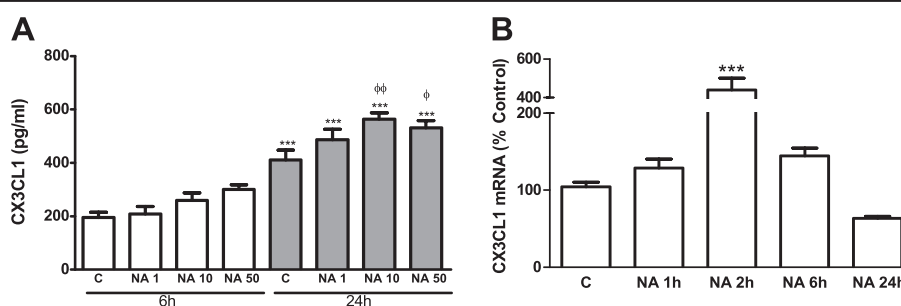 A
CX3CL1 (pg/ml)
800
600
400
200
0
***
***
ϕϕ
***
ϕ
***
C NA 1 NA 10 NA 50 C NA 1 NA 10 NA 50
6h 24h
B
CX3CL1 mRNA (% Control)
600
400
200
100
0
***
C NA 1h NA 2h NA 6h NA 24h